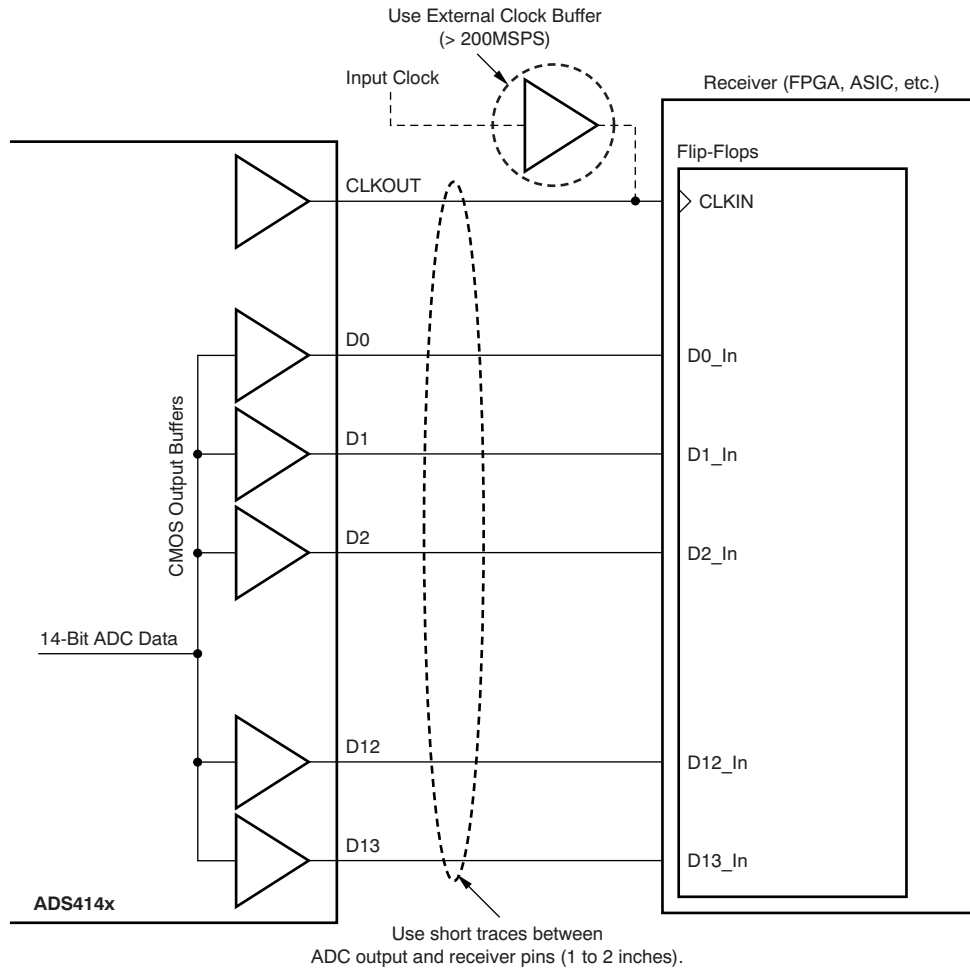 Use External Clock Buffer
(> 200MSPS)
Input Clock
Receiver (FPGA, ASIC, etc.)
Flip-Flops
CLKOUT
CLKIN
D0
D0_In
CMOS Output Buffers
D1
D1_In
D2
D2_In
14-Bit ADC Data
D12
D12_In
D13
D13_In
ADS414x
Use short traces between
ADC output and receiver pins (1 to 2 inches).